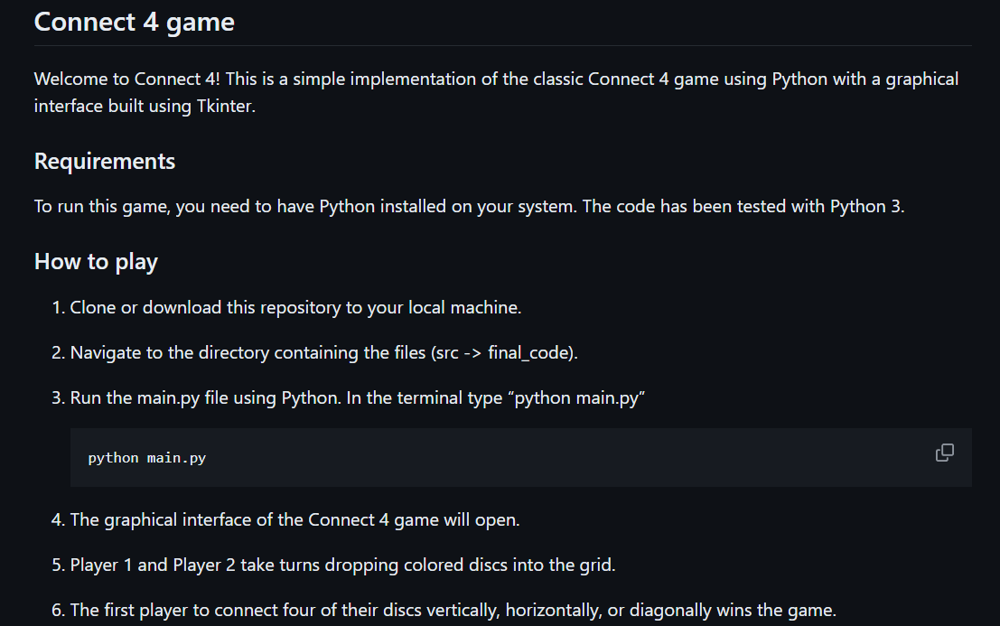 Connect 4 game
Welcome to Connect 4! This is a simple implementation of the classic Connect 4 game using Python with a graphical
interface built using Tkinter.
Requirements
To run this game, you need to have Python installed on your system. The code has been tested with Python 3.
How to play
1. Clone or download this repository to your local machine.
2. Navigate to the directory containing the files (src -> final_code).
3. Run the main.py file using Python. In the terminal type “python main.py”
python main.py
4. The graphical interface of the Connect 4 game will open.
5. Player 1 and Player 2 take turns dropping colored discs into the grid.
6. The first player to connect four of their discs vertically, horizontally, or diagonally wins the game.